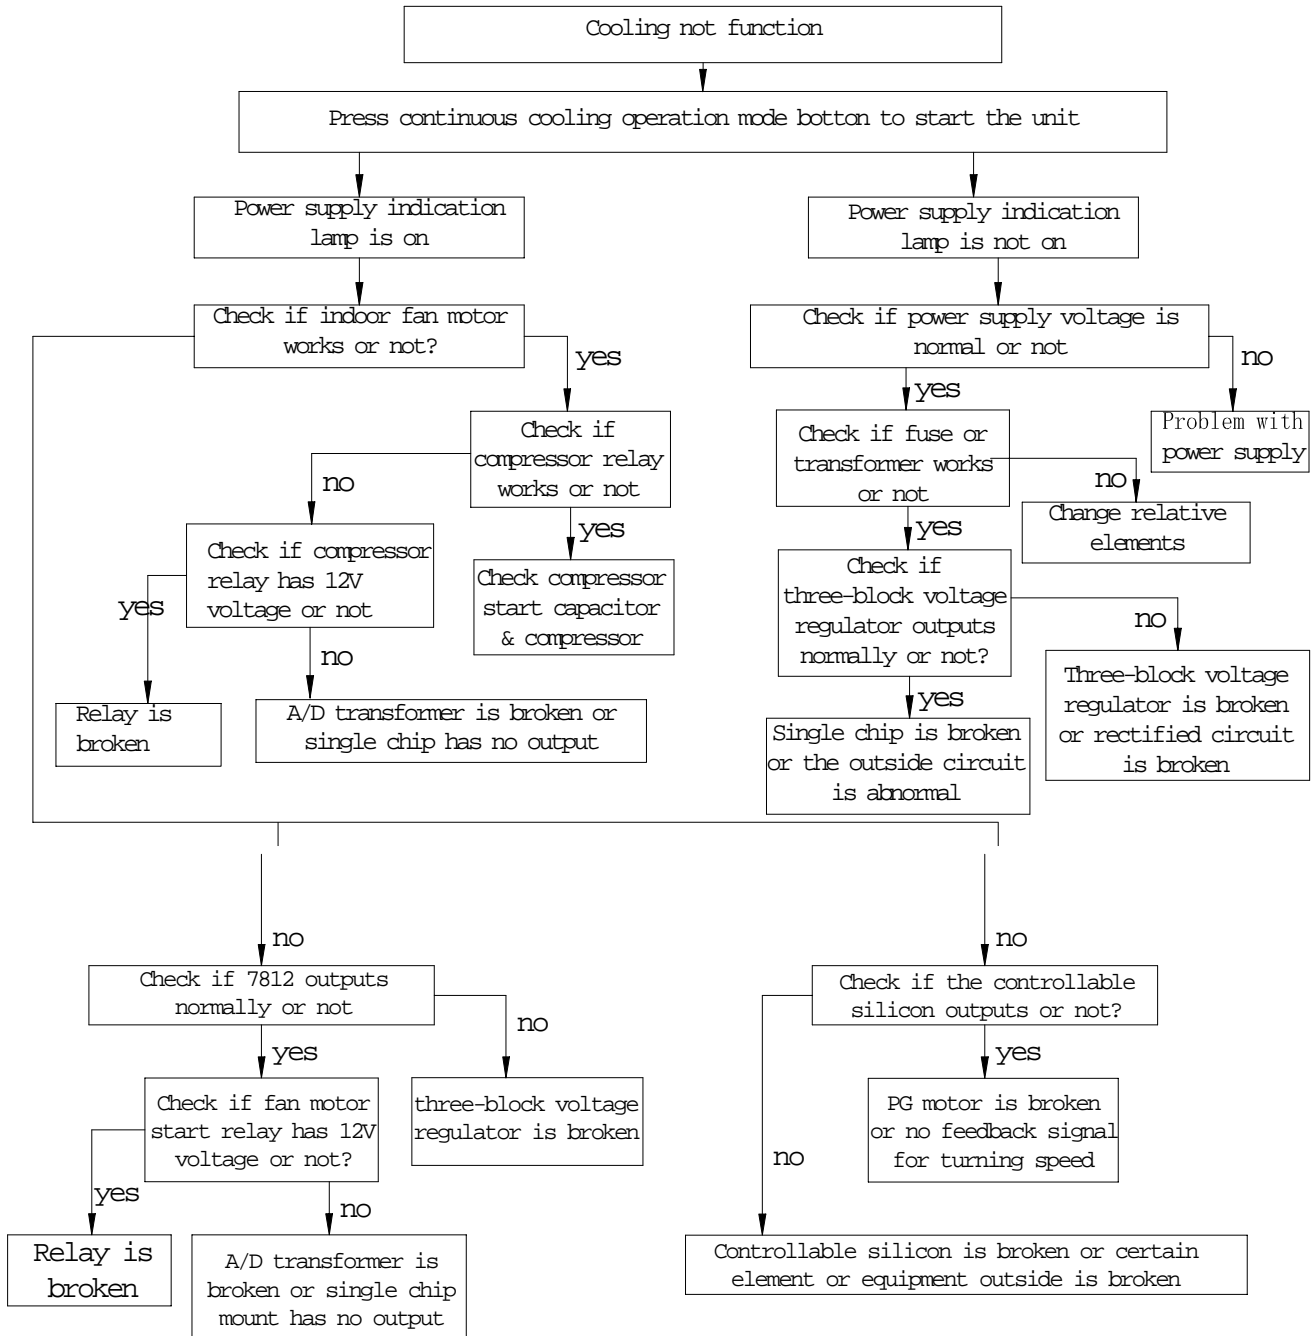 Cooling not function
Press continuous cooling operation mode botton to start the unit
Power supply indication
lamp is on
Power supply indication
lamp is not on
Check if indoor fan motor
works or not?
Check if power supply voltage is
normal or not
yes
no
yes
Check if
compressor relay
works or not
Check if fuse or
transformer works
or not
Problem with
power supply
no
no
yes
yes
Change relative
elements
Check if compressor
relay has 12V
voltage or not
Check compressor
start capacitor
& compressor
Check if
three-block voltage
regulator outputs
normally or not?
yes
no
no
yes
Relay is
broken
A/D transformer is broken or
single chip has no output
Single chip is broken
or the outside circuit
is abnormal
Three-block voltage
regulator is broken
or rectified circuit
is broken
no
no
Check if 7812 outputs
normally or not
Check if the controllable
silicon outputs or not?
no
yes
yes
Check if fan motor
start relay has 12V
voltage or not?
three-block voltage
regulator is broken
PG motor is broken
or no feedback signal
for turning speed
no
yes
no
Relay is
broken
A/D transformer is
broken or single chip
mount has no output
Controllable silicon is broken or certain
element or equipment outside is broken